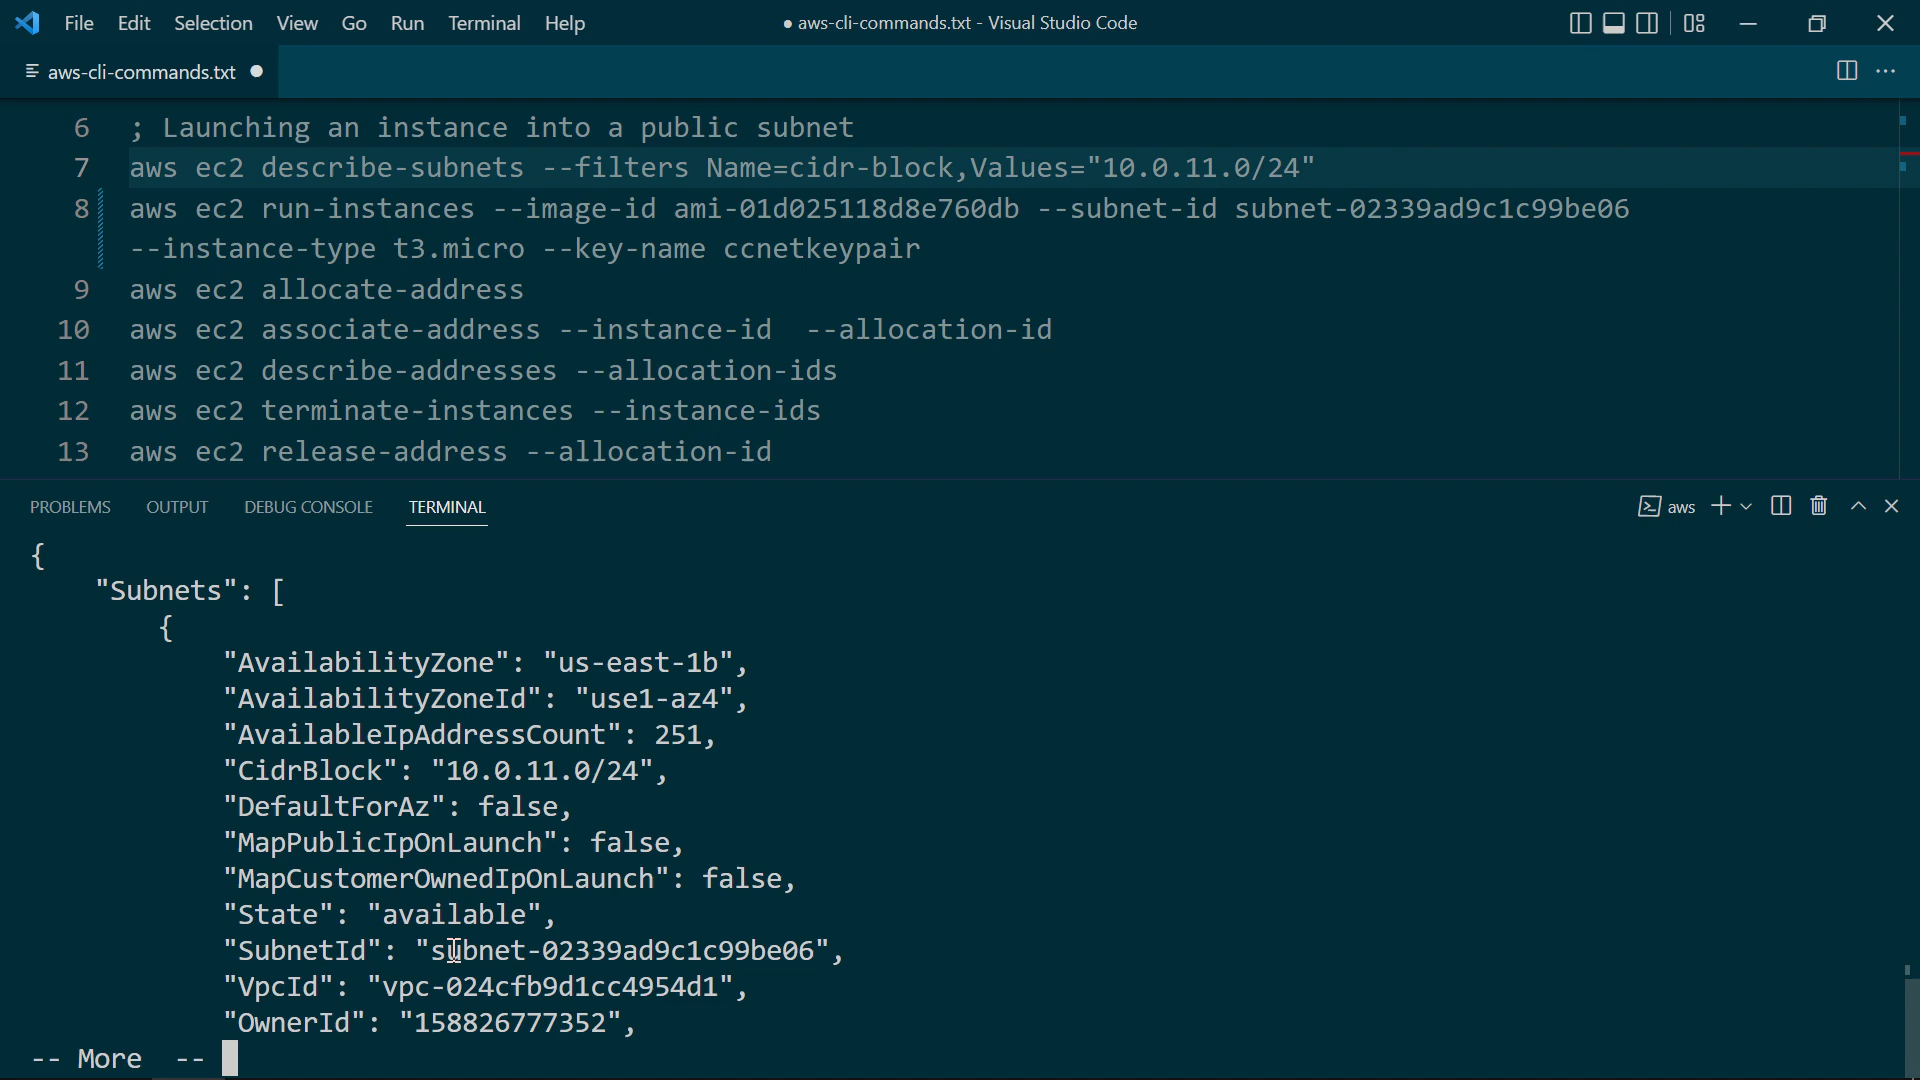 File Edit Selection View Go Run Terminal Help ● aws-cli-commands.txt - Visual Studio Code
aws-cli-commands.txt ●
6 ; Launching an instance into a public subnet
7 aws ec2 describe-subnets --filters Name=cidr-block,Values="10.0.11.0/24"
8 aws ec2 run-instances --image-id ami-01d025118d8e760db --subnet-id subnet-02339ad9c1c99be06
--instance-type t3.micro --key-name ccnetkeypair
9 aws ec2 allocate-address
10 aws ec2 associate-address --instance-id  --allocation-id
11 aws ec2 describe-addresses --allocation-ids
12 aws ec2 terminate-instances --instance-ids
13 aws ec2 release-address --allocation-id
PROBLEMS OUTPUT DEBUG CONSOLE TERMINAL aws
{
"Subnets": [
{
"AvailabilityZone": "us-east-1b",
"AvailabilityZoneId": "use1-az4",
"AvailableIpAddressCount": 251,
"CidrBlock": "10.0.11.0/24",
"DefaultForAz": false,
"MapPublicIpOnLaunch": false,
"MapCustomerOwnedIpOnLaunch": false,
"State": "available",
"SubnetId": "subnet-02339ad9c1c99be06",
"VpcId": "vpc-024cfb9d1cc4954d1",
"OwnerId": "158826777352",
-- More  --